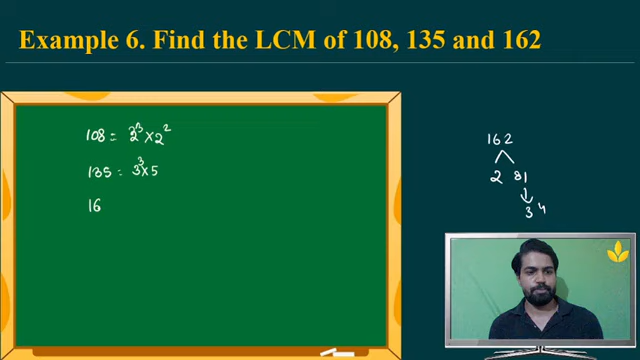 Example 6. Find the LCM of 108, 135 and 162
108 = 3³ × 2²
135 = 3³ × 5
16
162
2 81
3⁴